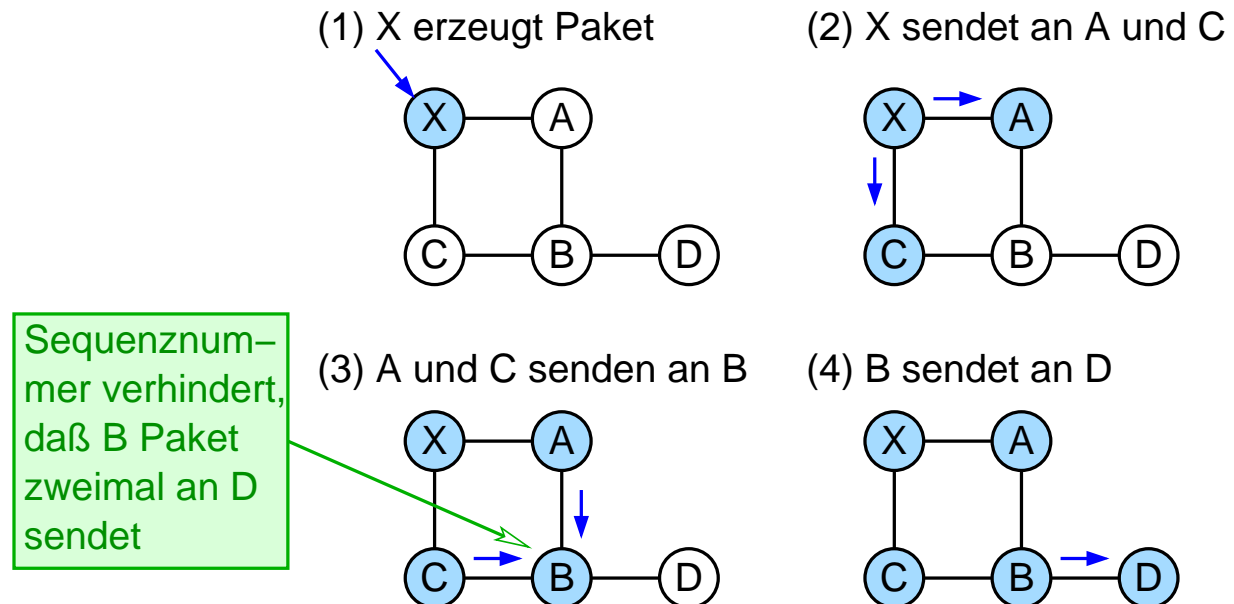 (1) X erzeugt Paket
X A
C B D
(2) X sendet an A und C
X A
C B D
Sequenznum–
mer verhindert,
daß B Paket
zweimal an D
sendet
(3) A und C senden an B
X A
C B D
(4) B sendet an D
X A
C B D